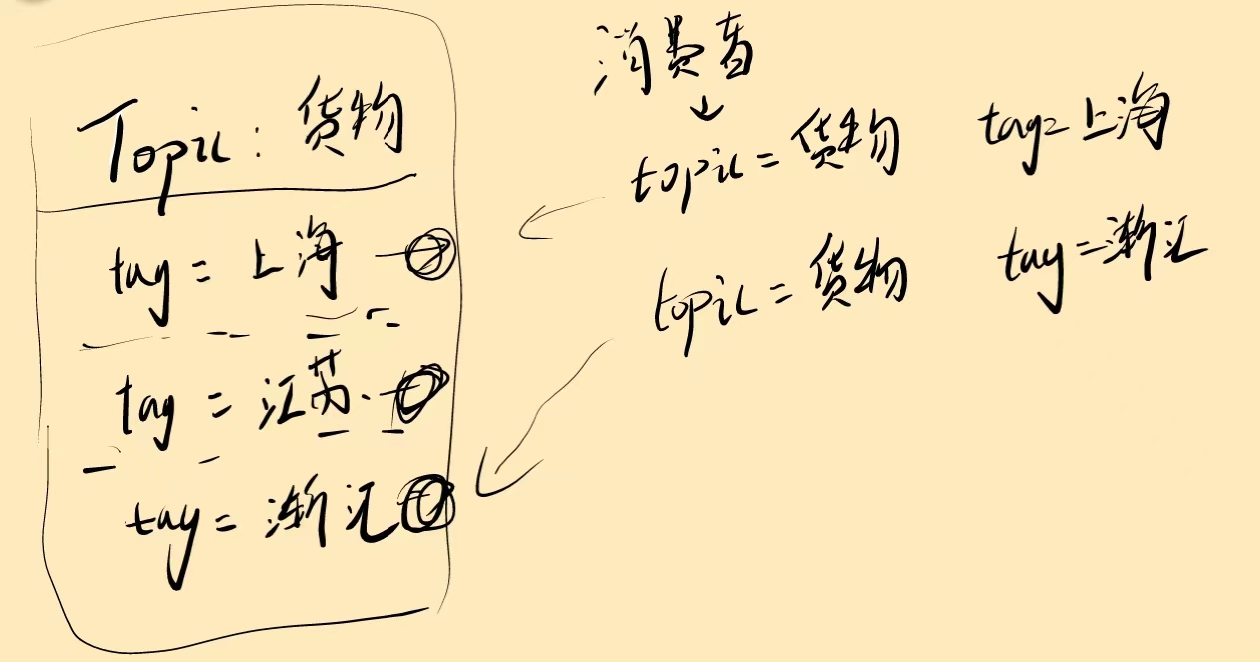 Topic: 货物
tag = 上海
tag = 江苏
tag = 浙江
消费者
topic = 货物 tag= 上海
topic = 货物 tag = 浙江